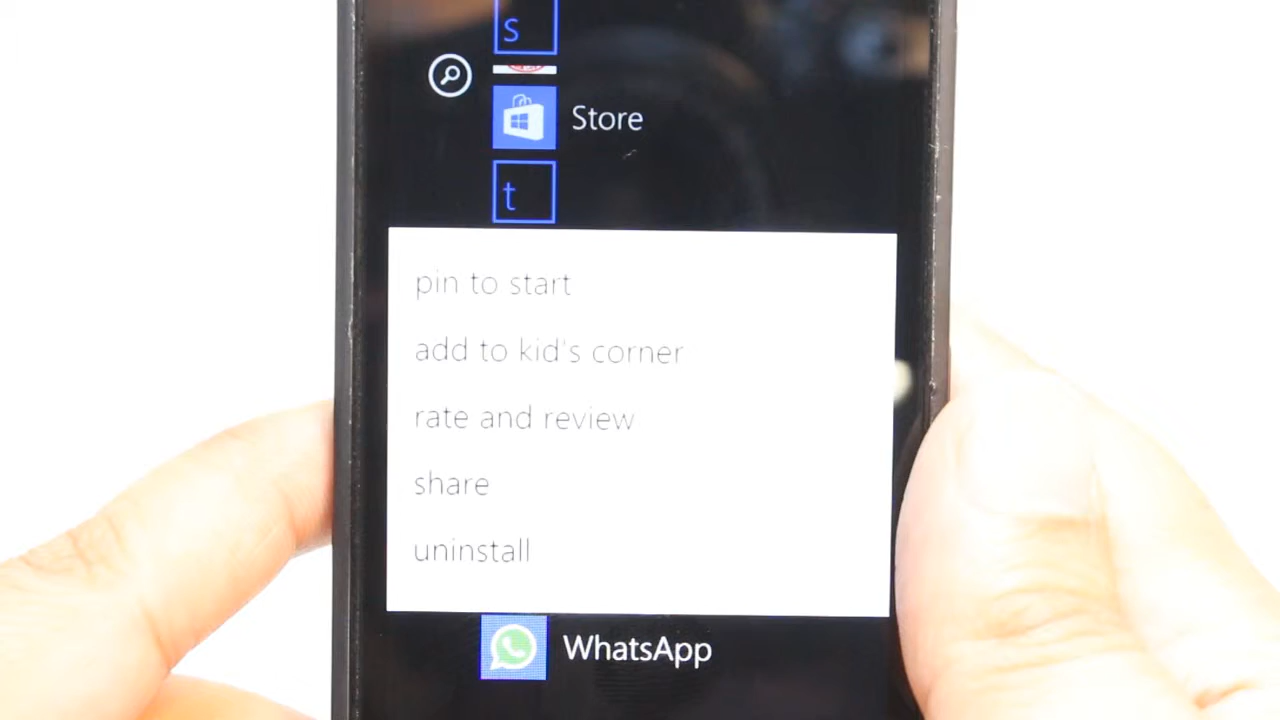 s
Store
t
pin to start
add to kid's corner
rate and review
share
uninstall
WhatsApp